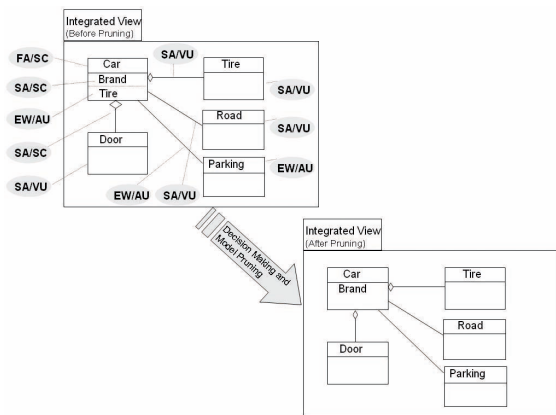 Integrated View
(Before Pruning)
FA/SC
Car
SA/VU
Tire
SA/SC
Brand
Tire
SA/VU
EW/AU
Road
SA/VU
SA/SC
Door
Parking
EW/AU
SA/VU
EW/AU
SA/VU
Decision Making and
Model Pruning
Integrated View
(After Pruning)
Car
Tire
Brand
Road
Door
Parking